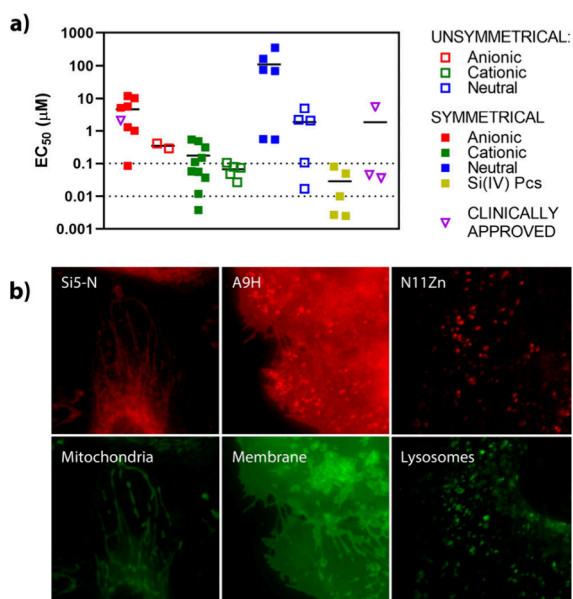 a)
1000
100
10
1
0.1
0.01
0.001
EC50 (μM)
UNSYMMETRICAL:
Anionic
Cationic
Neutral
SYMMETRICAL
Anionic
Cationic
Neutral
Si(IV) Pcs
CLINICALLY
APPROVED
b)
Si5-N
A9H
N11Zn
Mitochondria
Membrane
Lysosomes